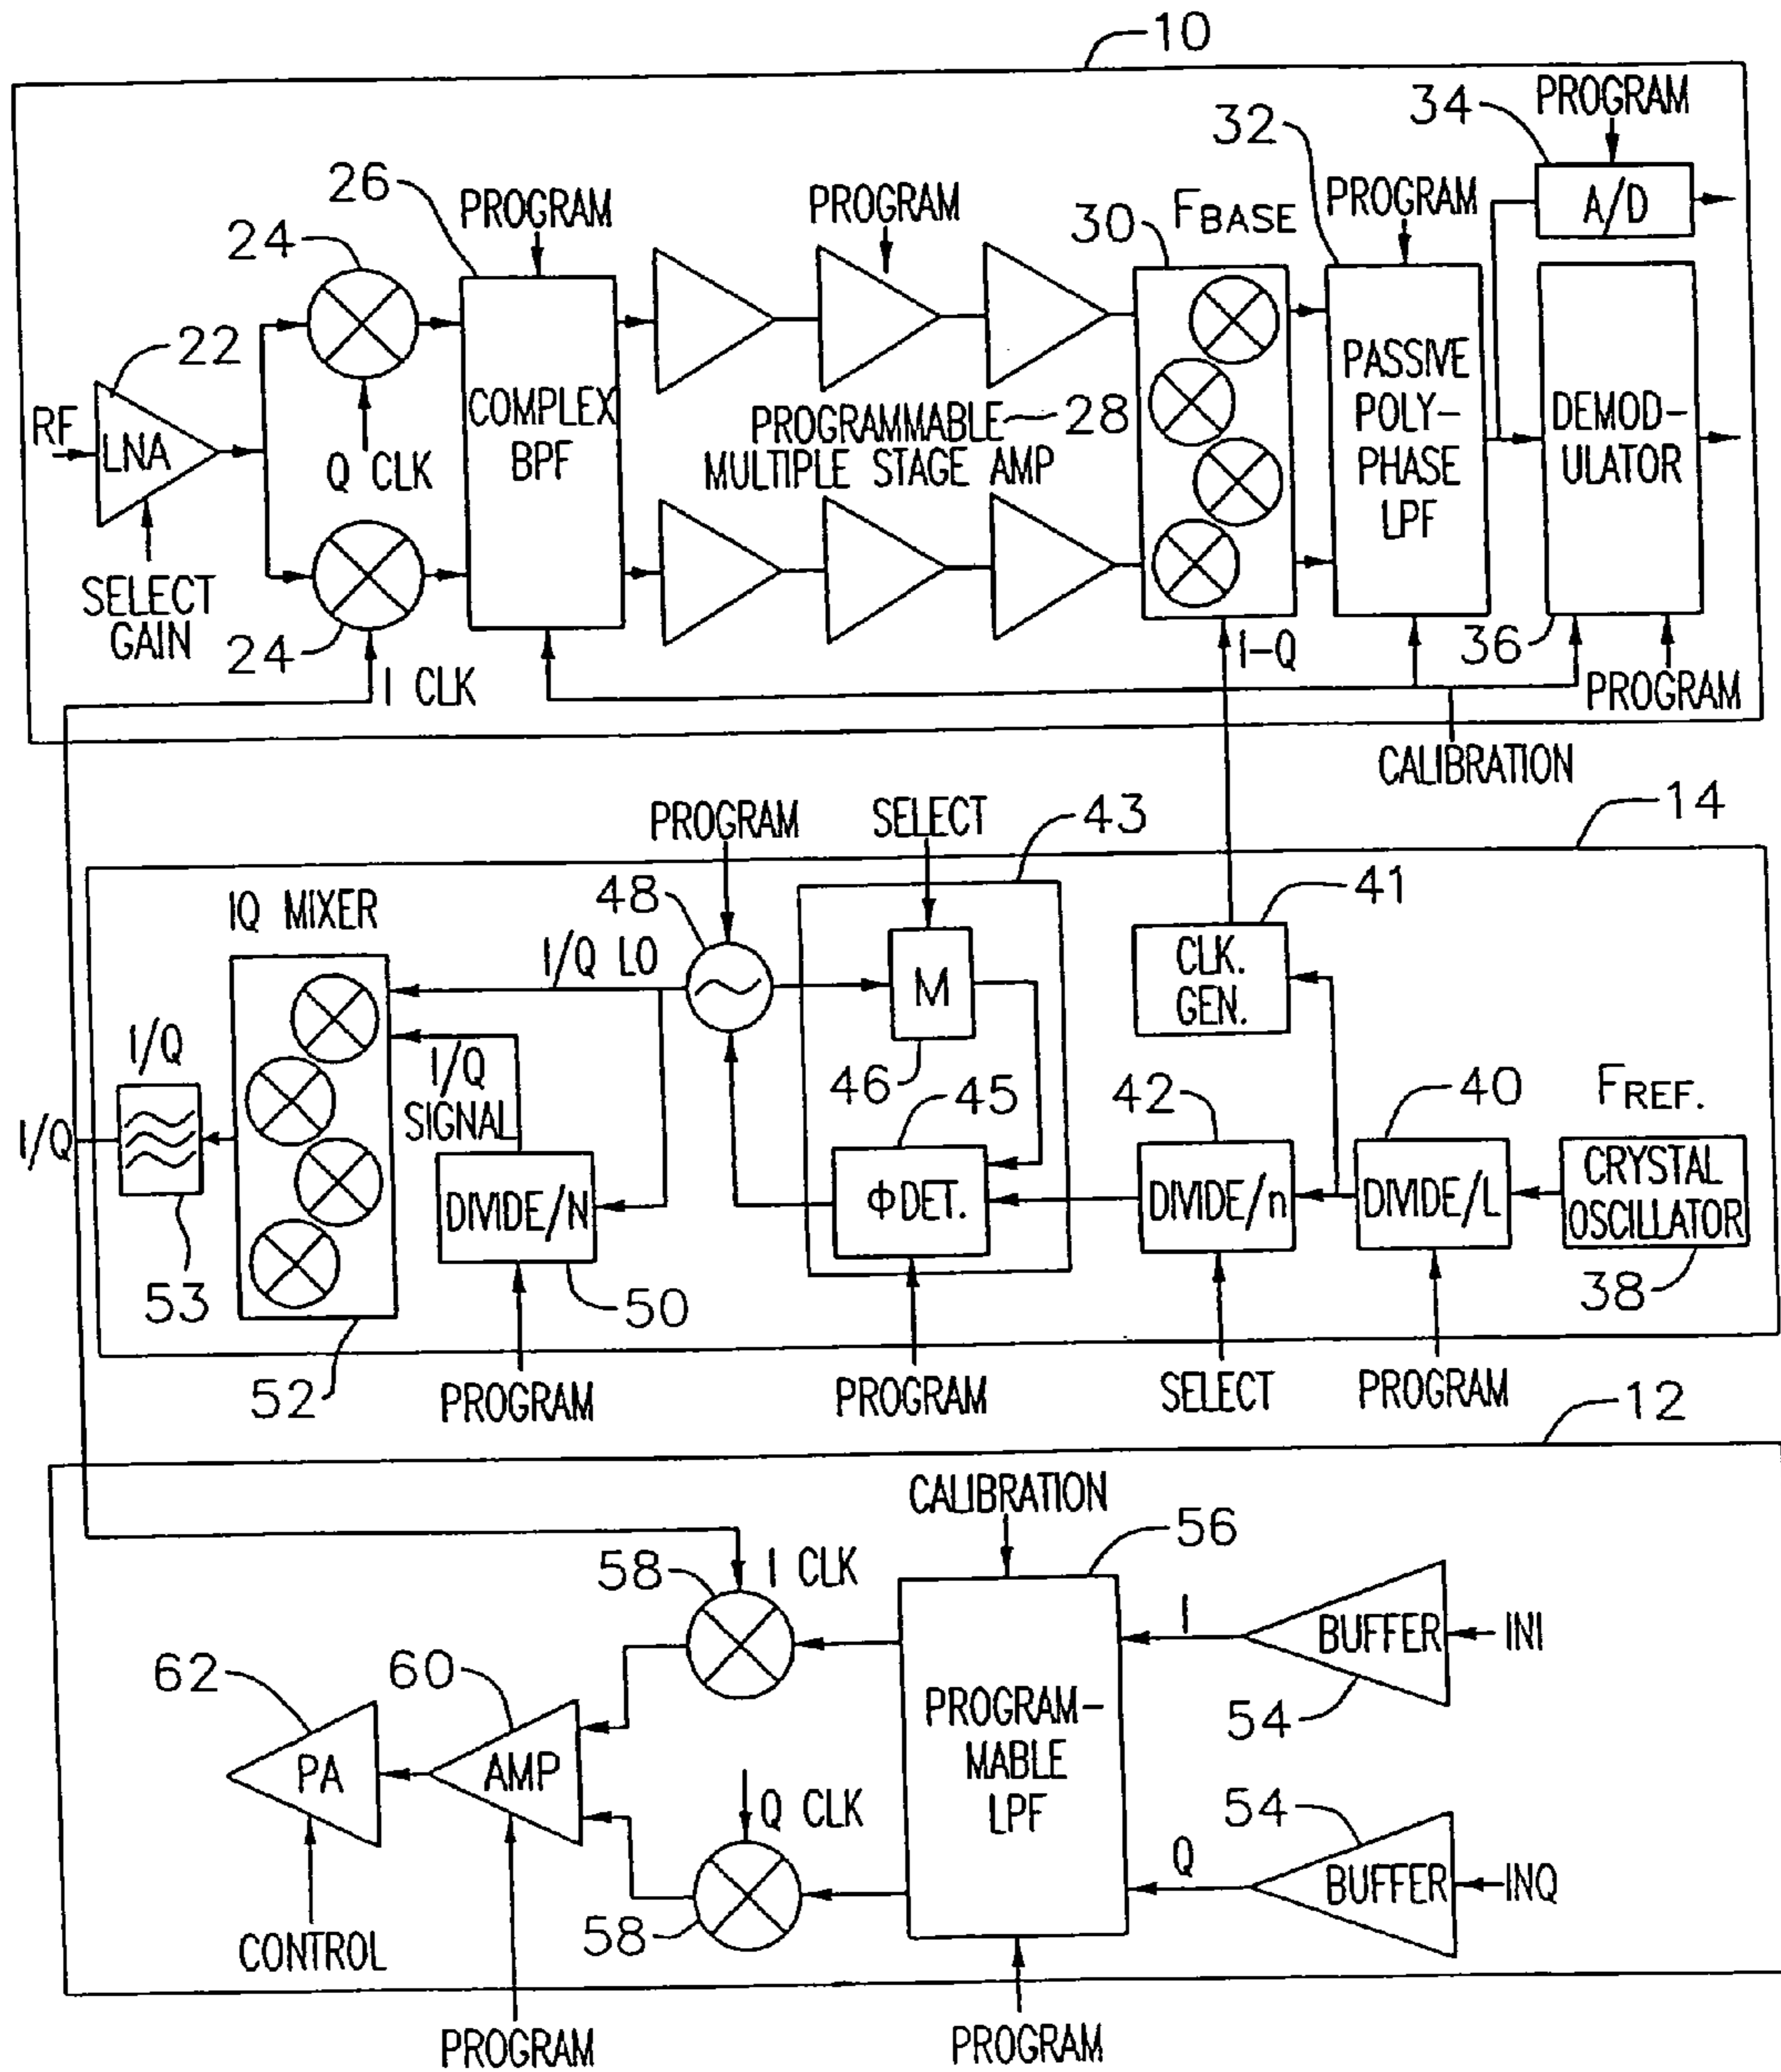 10
PROGRAM
34
32
26
PROGRAM
PROGRAM
30
FBASE
PROGRAM
A/D
24
22
RF
LNA
Q CLK
COMPLEX
BPF
PROGRAMMABLE 28
MULTIPLE STAGE AMP
PASSIVE
POLY-
PHASE
LPF
DEMOD-
ULATOR
SELECT
GAIN
24
I CLK
I-Q
36
PROGRAM
CALIBRATION
14
PROGRAM
SELECT
43
IQ MIXER
48
41
I/Q LO
M
CLK.
GEN.
I/Q
I/Q
I/Q
SIGNAL
46
45
42
40
FREF.
DIVIDE/N
ΦDET.
DIVIDE/n
DIVIDE/L
CRYSTAL
OSCILLATOR
53
50
38
52
PROGRAM
PROGRAM
SELECT
PROGRAM
12
CALIBRATION
56
58
I CLK
I
BUFFER
INI
62
60
54
PA
AMP
PROGRAM-
MABLE
LPF
Q CLK
54
Q
BUFFER
INQ
58
CONTROL
PROGRAM
PROGRAM